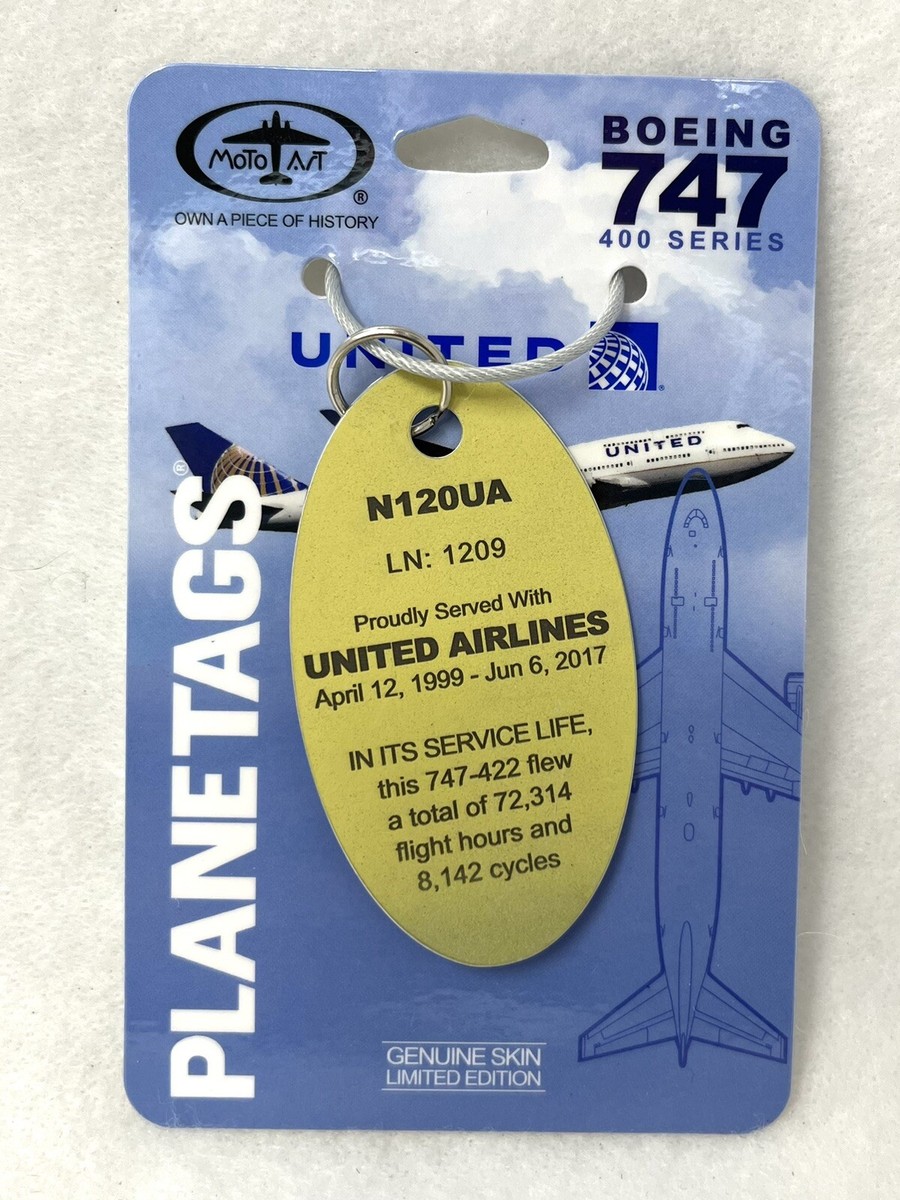 MOTOART
®
OWN A PIECE OF HISTORY
BOEING
747
400 SERIES
UNITED
®
UNITED
PLANETAGS®
N120UA
LN: 1209
Proudly Served With
UNITED AIRLINES
April 12, 1999 - Jun 6, 2017
IN ITS SERVICE LIFE,
this 747-422 flew
a total of 72,314
flight hours and
8,142 cycles
GENUINE SKIN
LIMITED EDITION